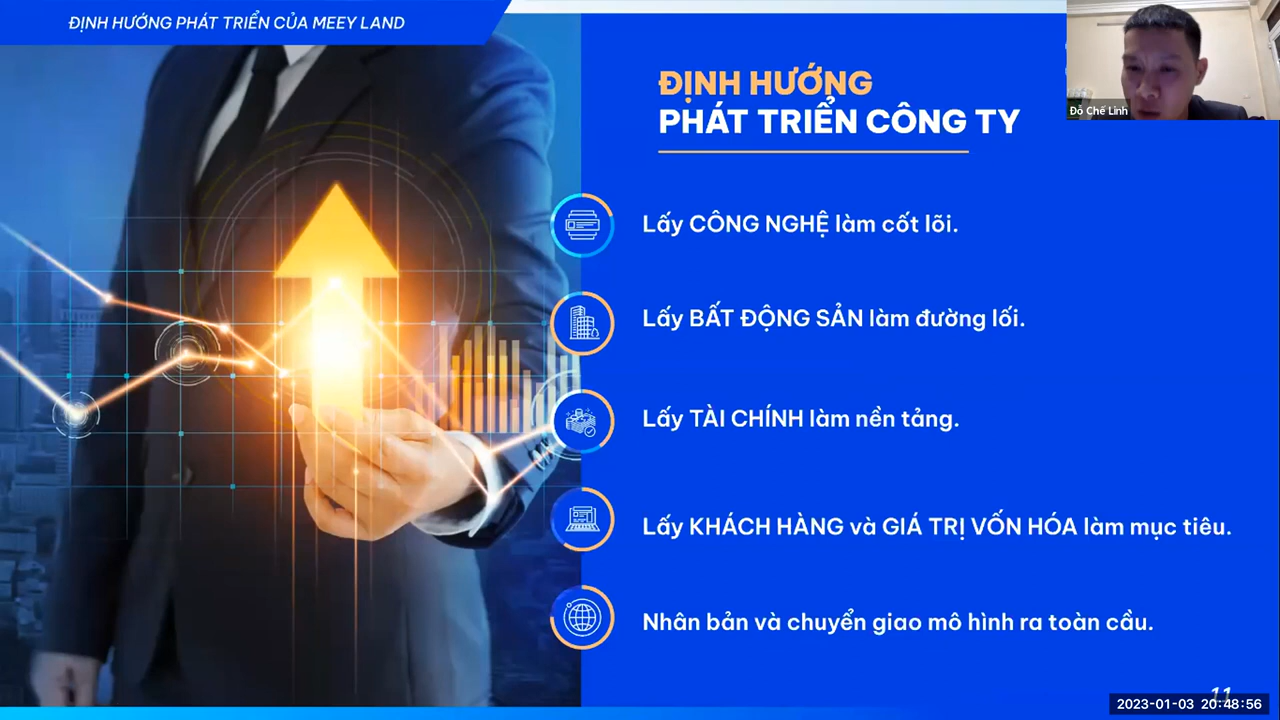 ĐỊNH HƯỚNG PHÁT TRIỂN CỦA MEEY LAND
ĐỊNH HƯỚNG
PHÁT TRIỂN CÔNG TY
Đỗ Chế Linh
Lấy CÔNG NGHỆ làm cốt lõi.
Lấy BẤT ĐỘNG SẢN làm đường lối.
Lấy TÀI CHÍNH làm nền tảng.
Lấy KHÁCH HÀNG và GIÁ TRỊ VỐN HÓA làm mục tiêu.
Nhân bản và chuyển giao mô hình ra toàn cầu.
11
2023-01-03 20:48:56